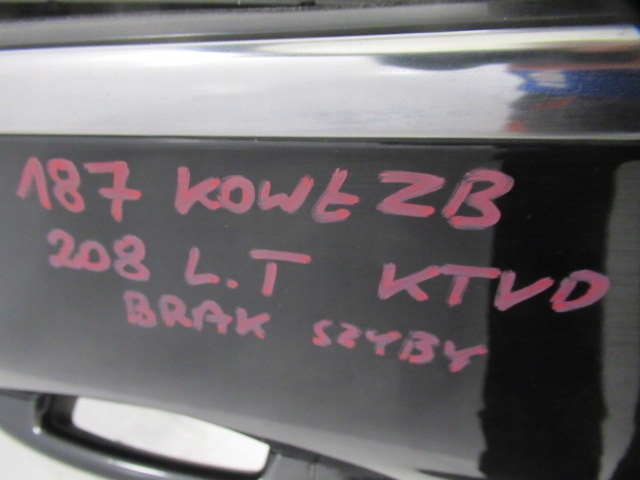 187 KOWŁ ZB
208 L.T KTVD
BRAK SZYBY